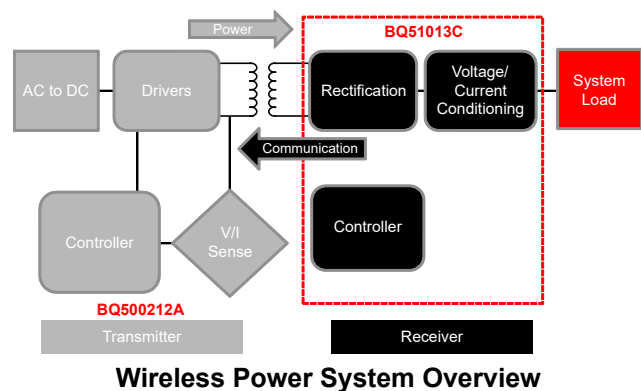 Power
BQ51013C
AC to DC
Drivers
Rectification
Voltage/
Current
Conditioning
System
Load
Communication
Controller
V/I
Sense
Controller
BQ500212A
Transmitter
Receiver
Wireless Power System Overview